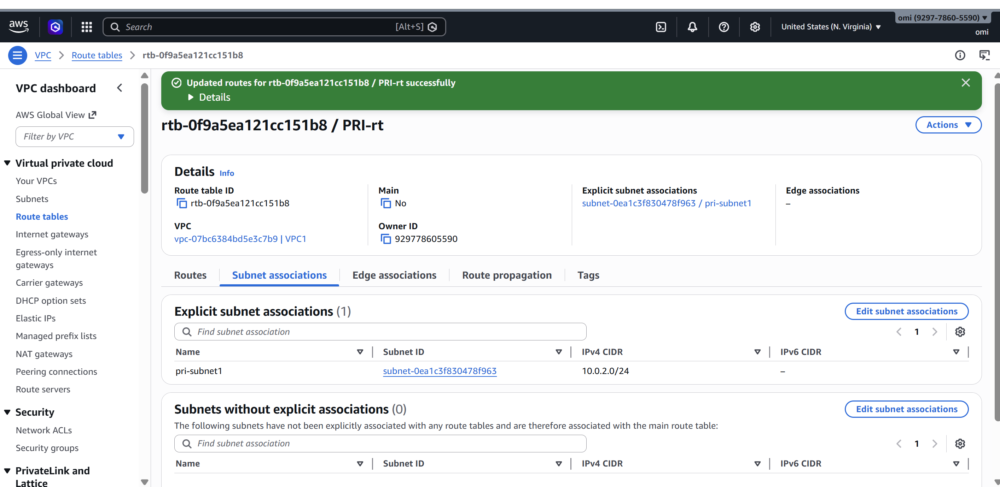 aws
Search [Alt+S]
United States (N. Virginia)
omi (9297-7860-5590)
omi
VPC
Route tables
rtb-0f9a5ea121cc151b8
VPC dashboard
AWS Global View
Filter by VPC
Virtual private cloud
Your VPCs
Subnets
Route tables
Internet gateways
Egress-only internet
gateways
Carrier gateways
DHCP option sets
Elastic IPs
Managed prefix lists
NAT gateways
Peering connections
Route servers
Security
Network ACLs
Security groups
PrivateLink and
Lattice
Updated routes for rtb-0f9a5ea121cc151b8 / PRI-rt successfully
Details
rtb-0f9a5ea121cc151b8 / PRI-rt
Actions
Details Info
Route table ID
rtb-0f9a5ea121cc151b8
Main
No
Explicit subnet associations
subnet-0ea1c3f830478f963 / pri-subnet1
Edge associations
–
VPC
vpc-07bc6384bd5e3c7b9 | VPC1
Owner ID
929778605590
Routes Subnet associations Edge associations Route propagation Tags
Explicit subnet associations (1)
Edit subnet associations
Find subnet association
1
Name Subnet ID IPv4 CIDR IPv6 CIDR
pri-subnet1 subnet-0ea1c3f830478f963 10.0.2.0/24 –
Subnets without explicit associations (0)
Edit subnet associations
The following subnets have not been explicitly associated with any route tables and are therefore associated with the main route table:
Find subnet association
1
Name Subnet ID IPv4 CIDR IPv6 CIDR